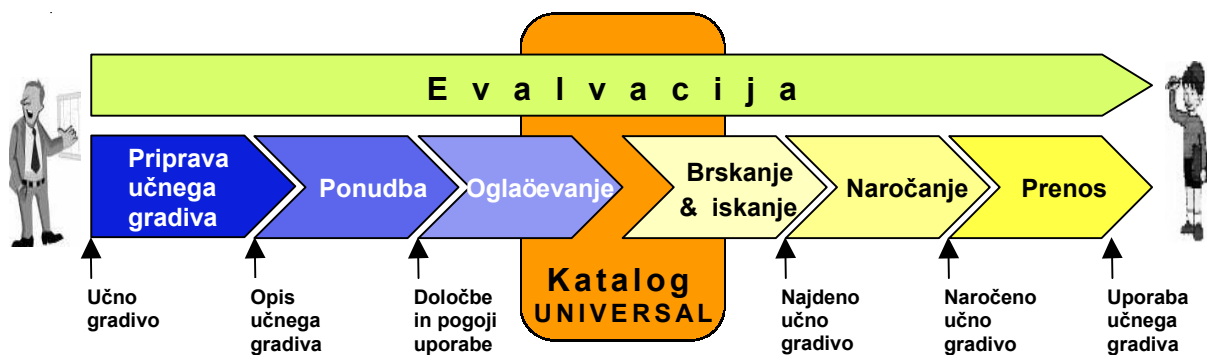 E v a l v a c i j a
Priprava
učnega
gradiva
Ponudba
Oglaöevanje
Brskanje
& iskanje
Naročanje
Prenos
Katalog
UNIVERSAL
Učno
gradivo
Opis
učnega
gradiva
Določbe
in pogoji
uporabe
Najdeno
učno
gradivo
Naročeno
učno
gradivo
Uporaba
učnega
gradiva